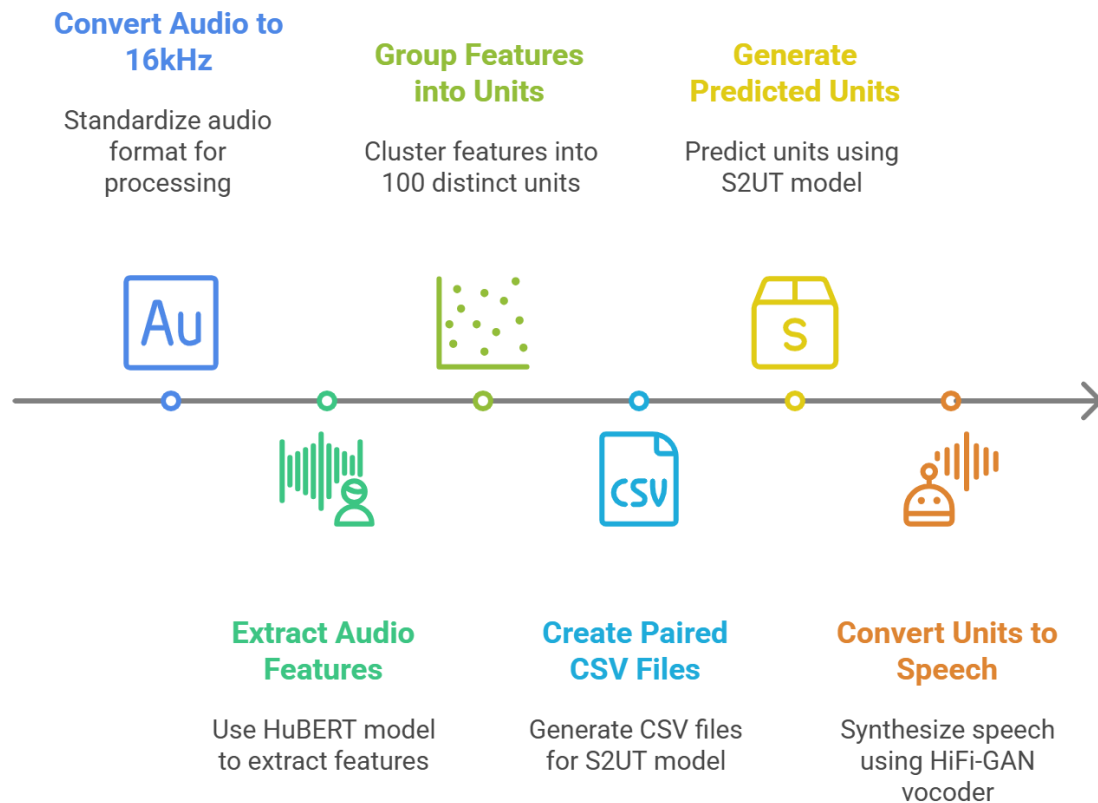 Convert Audio to
16kHz
Standardize audio
format for
processing
Group Features
into Units
Cluster features into
100 distinct units
Generate
Predicted Units
Predict units using
S2UT model
Au
S
CSV
Extract Audio
Features
Use HuBERT model
to extract features
Create Paired
CSV Files
Generate CSV files
for S2UT model
Convert Units to
Speech
Synthesize speech
using HiFi-GAN
vocoder